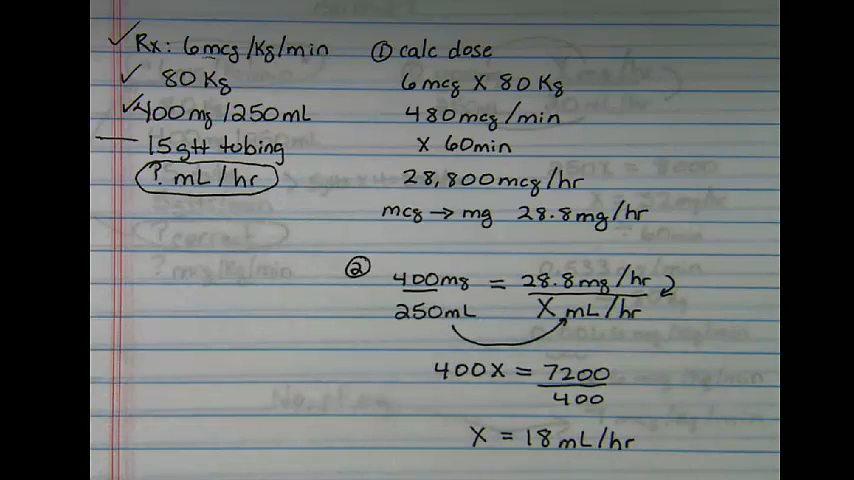 Rx: 6mcg/Kg/min
80 Kg
400mg/250mL
15gtt tubing
? mL/hr
① calc dose
6mcg X 80Kg
480mcg/min
x 60min
28,800mcg/hr
mcg → mg 28.8mg/hr
② 400mg = 28.8mg/hr
250mL X mL/hr
400X = 7200
400
X = 18mL/hr